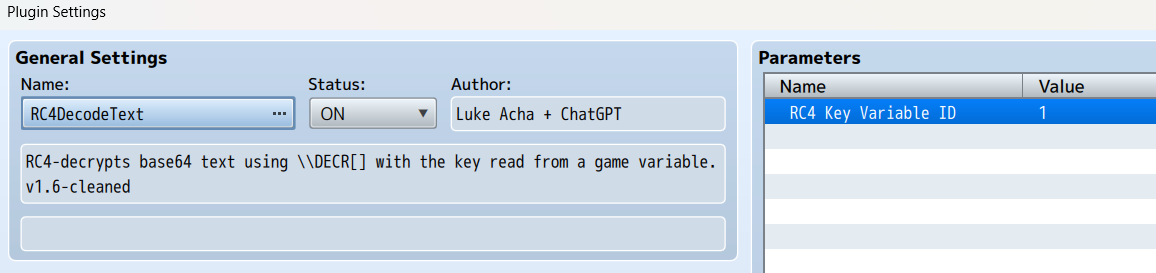 Plugin Settings
General Settings
Name:
Status:
Author:
RC4DecodeText ...
ON
Luke Acha + ChatGPT
RC4-decrypts base64 text using \\DECR[] with the key read from a game variable.
v1.6-cleaned
Parameters
Name
Value
RC4 Key Variable ID
1